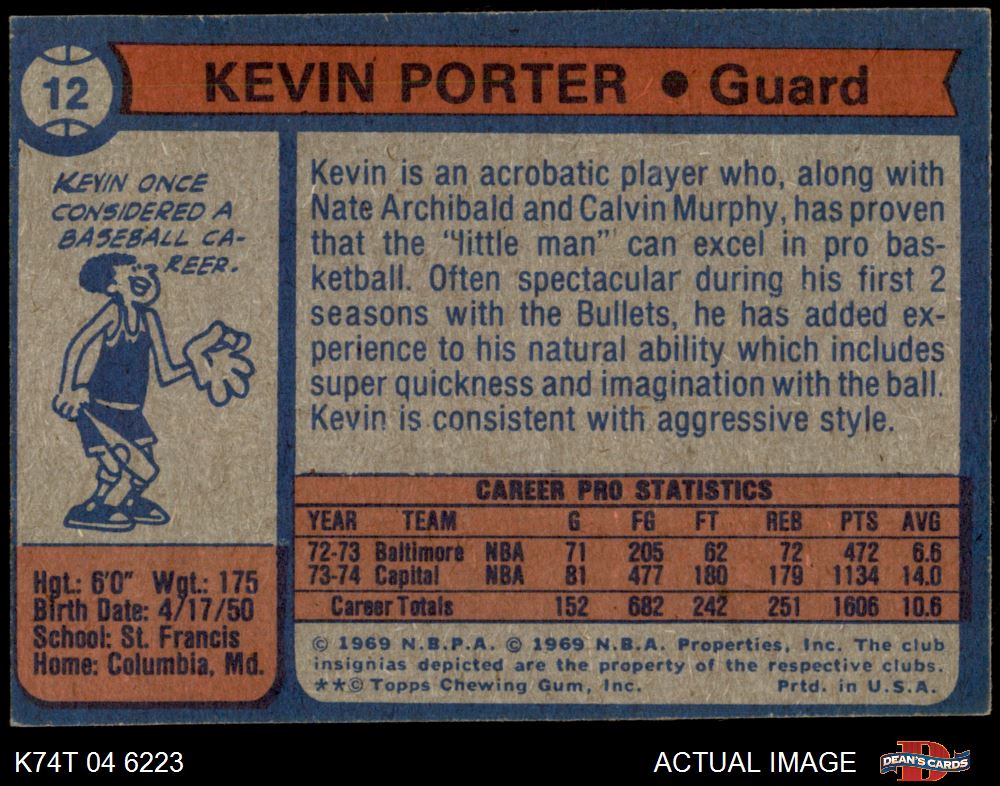 12
KEVIN PORTER ● Guard
KEVIN ONCE
CONSIDERED A
BASEBALL CA-
REER.
Hgt.: 6'0" Wgt.: 175
Birth Date: 4/17/50
School: St. Francis
Home: Columbia, Md.
Kevin is an acrobatic player who, along with
Nate Archibald and Calvin Murphy, has proven
that the "little man" can excel in pro bas-
ketball. Often spectacular during his first 2
seasons with the Bullets, he has added ex-
perience to his natural ability which includes
super quickness and imagination with the ball.
Kevin is consistent with aggressive style.
CAREER PRO STATISTICS
YEAR TEAM G FG FT REB PTS AVG
72-73 Baltimore NBA 71 205 62 72 472 6.6
73-74 Capital NBA 81 477 180 179 1134 14.0
Career Totals 152 682 242 251 1606 10.6
© 1969 N.B.P.A. © 1969 N.B.A. Properties, Inc. The club
insignias depicted are the property of the respective clubs.
**© Topps Chewing Gum, Inc. Prtd. in U.S.A.
K74T 04 6223
ACTUAL IMAGE
D
DEAN'S CARDS